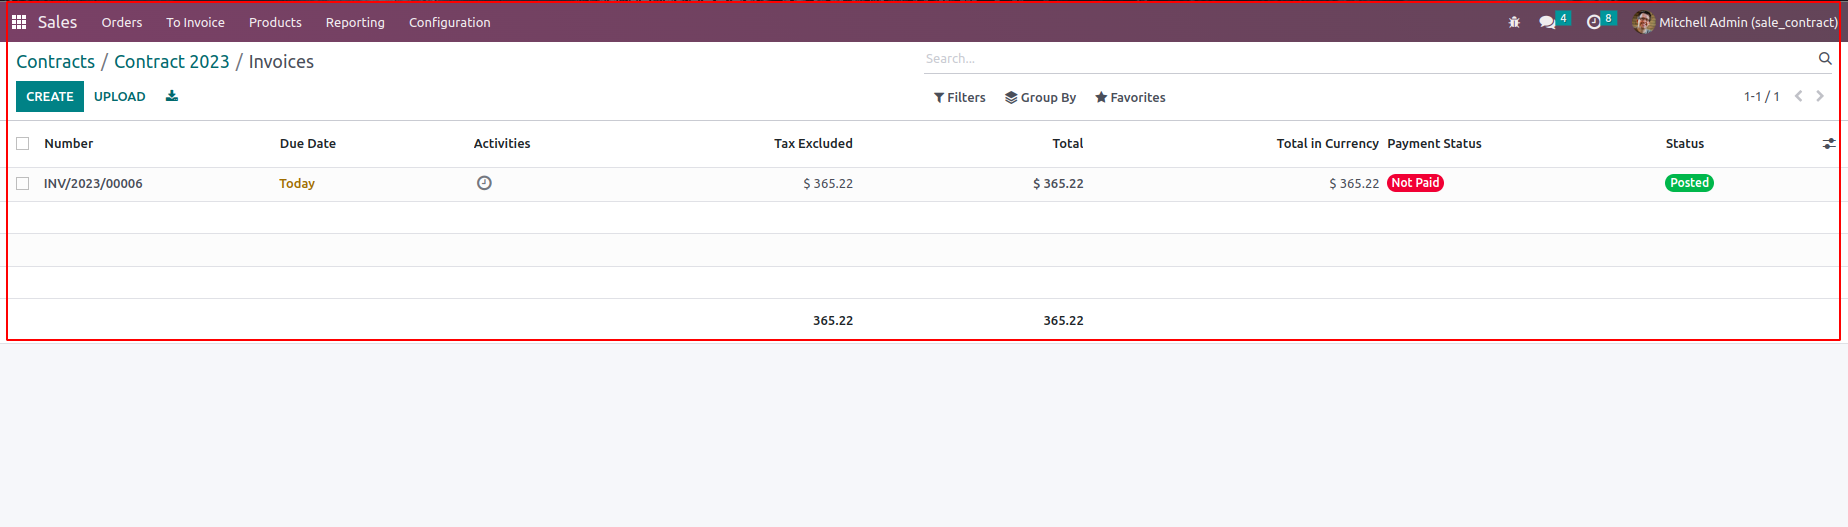 Sales Orders To Invoice Products Reporting Configuration 4 8 Mitchell Admin (sale_contract)
Contracts / Contract 2023 / Invoices Search...
CREATE UPLOAD Filters Group By Favorites 1-1 / 1
Number Due Date Activities Tax Excluded Total Total in Currency Payment Status Status
INV/2023/00006 Today $ 365.22 $ 365.22 $ 365.22 Not Paid Posted
365.22 365.22